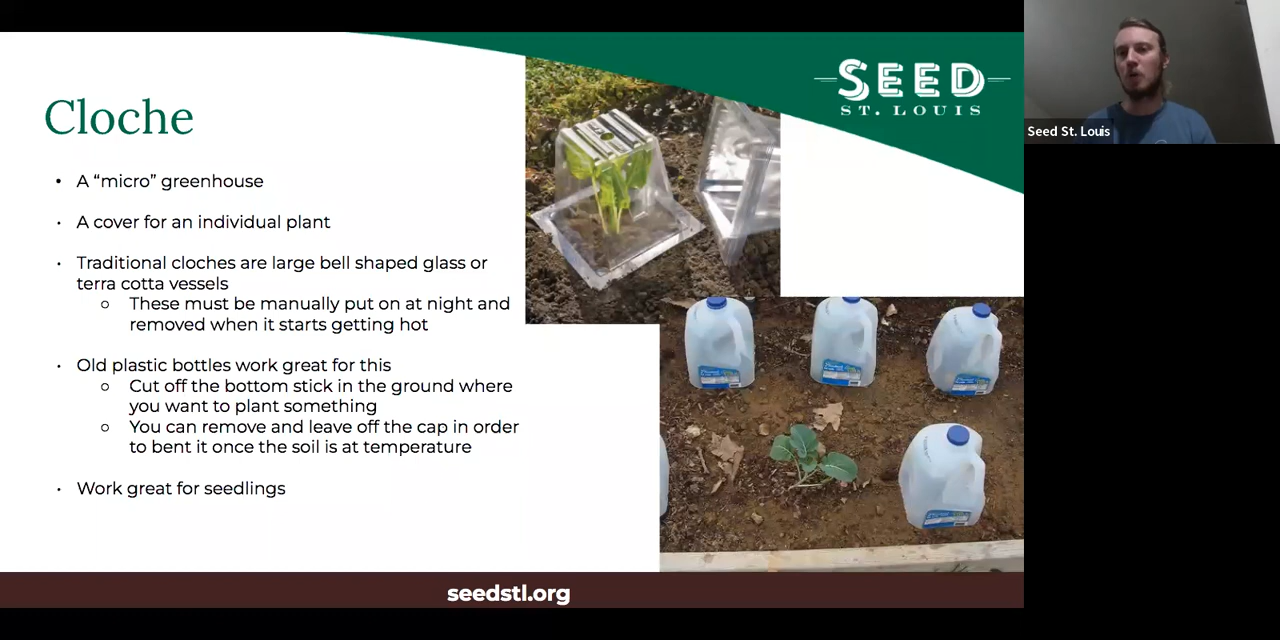 SEED
ST. LOUIS
Seed St. Louis
Cloche
• A “micro” greenhouse
• A cover for an individual plant
• Traditional cloches are large bell shaped glass or
terra cotta vessels
○ These must be manually put on at night and
removed when it starts getting hot
• Old plastic bottles work great for this
○ Cut off the bottom stick in the ground where
you want to plant something
○ You can remove and leave off the cap in order
to bent it once the soil is at temperature
• Work great for seedlings
seedstl.org